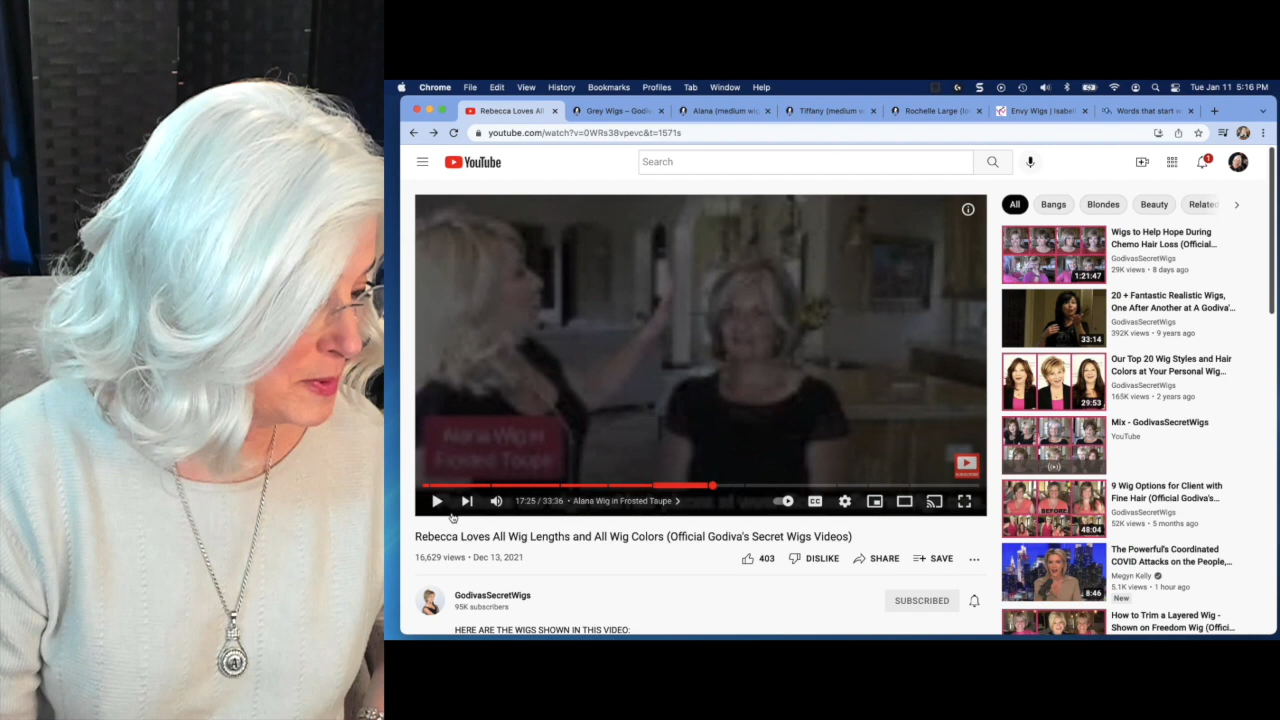 Chrome File Edit View History Bookmarks Profiles Tab Window Help
Tue Jan 11 5:16 PM
Rebecca Loves All
Grey Wigs – Godi
Alana (medium wi
Tiffany (medium w
Rochelle Large (lo
Envy Wigs | Isabel
Words that start w
youtube.com/watch?v=0WRs38vpevc&t=1571s
YouTube
Search
1
All Bangs Blondes Beauty Related
Alana Wig in
Frosted Taupe
SUBSCRIBE
17:25 / 33:36 • Alana Wig in Frosted Taupe
CC
Rebecca Loves All Wig Lengths and All Wig Colors (Official Godiva's Secret Wigs Videos)
16,629 views • Dec 13, 2021
403 DISLIKE SHARE SAVE
GodivasSecretWigs
95K subscribers
SUBSCRIBED
HERE ARE THE WIGS SHOWN IN THIS VIDEO:
Wigs to Help Hope During
Chemo Hair Loss (Official...
GodivasSecretWigs
29K views • 8 days ago
1:21:47
20 + Fantastic Realistic Wigs,
One After Another at A Godiva'...
GodivasSecretWigs
392K views • 9 years ago
33:14
Our Top 20 Wig Styles and Hair
Colors at Your Personal Wig...
GodivasSecretWigs
165K views • 2 years ago
29:53
Mix - GodivasSecretWigs
YouTube
9 Wig Options for Client with
Fine Hair (Official Godiva's...
GodivasSecretWigs
52K views • 5 months ago
BEFORE
48:04
The Powerful's Coordinated
COVID Attacks on the People,...
Megyn Kelly
5.1K views • 1 hour ago
New
8:46
How to Trim a Layered Wig -
Shown on Freedom Wig (Offici...
A